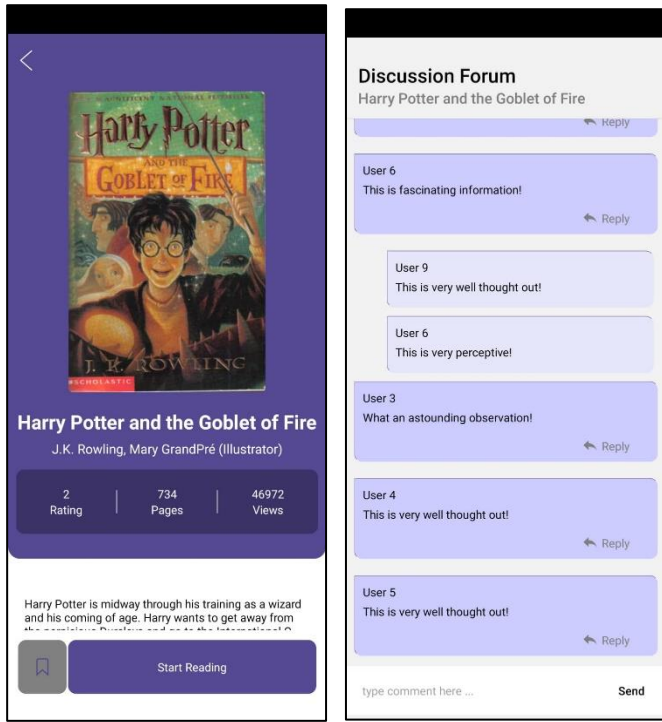 Harry Potter
AND THE
GOBLET OF FIRE
J. K. ROWLING
SCHOLASTIC
Harry Potter and the Goblet of Fire
J.K. Rowling, Mary GrandPré (Illustrator)
2 734 46972
Rating Pages Views
Harry Potter is midway through his training as a wizard
and his coming of age. Harry wants to get away from
Start Reading
Discussion Forum
Harry Potter and the Goblet of Fire
Reply
User 6
This is fascinating information!
Reply
User 9
This is very well thought out!
User 6
This is very perceptive!
User 3
What an astounding observation!
Reply
User 4
This is very well thought out!
Reply
User 5
This is very well thought out!
Reply
type comment here ... Send